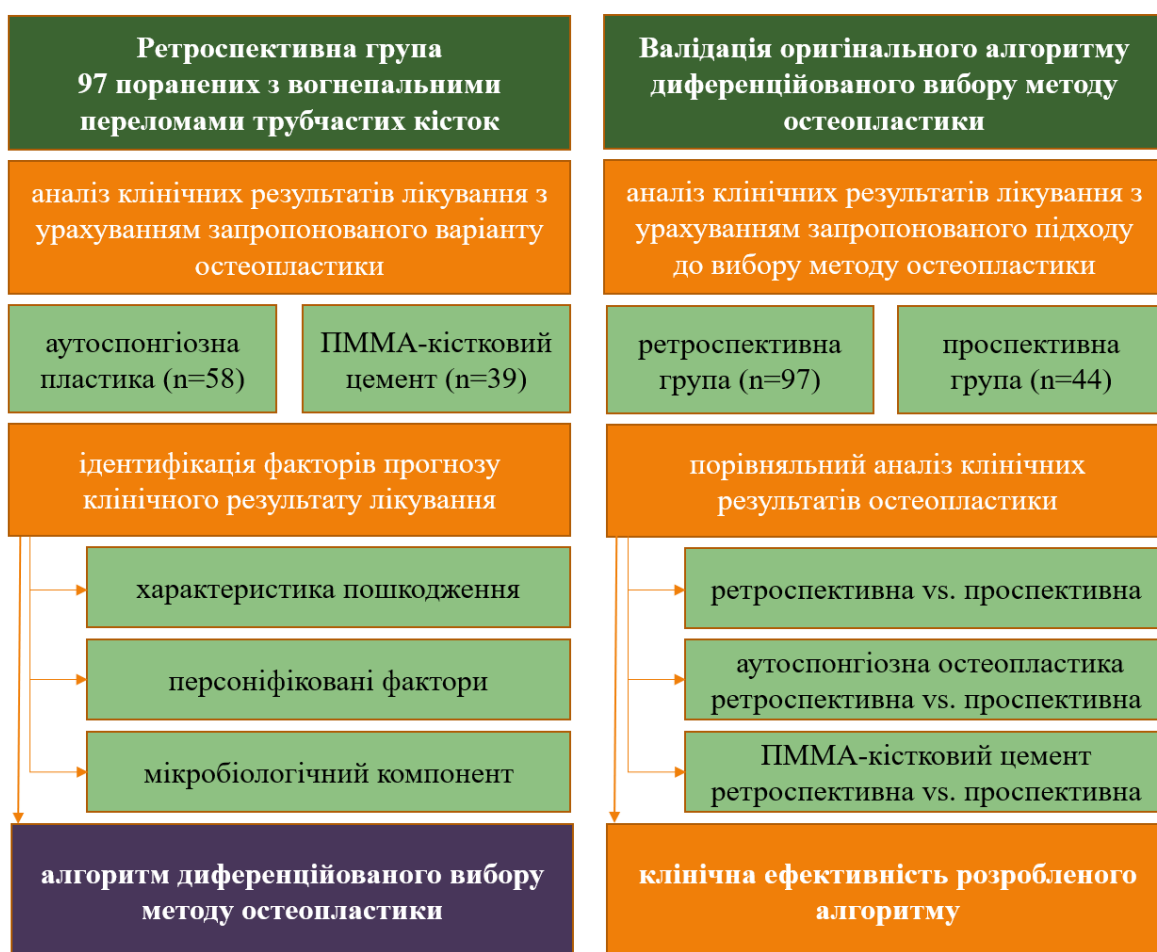 Ретроспективна група
97 поранених з вогнепальними
переломами трубчастих кісток
аналіз клінічних результатів лікування з
урахуванням запропонованого варіанту
остеопластики
аутоспонгіозна
пластика (n=58)
ПММА-кістковий
цемент (n=39)
ідентифікація факторів прогнозу
клінічного результату лікування
характеристика пошкодження
персоніфіковані фактори
мікробіологічний компонент
алгоритм диференційованого вибору
методу остеопластики
Валідація оригінального алгоритму
диференційованого вибору методу
остеопластики
аналіз клінічних результатів лікування з
урахуванням запропонованого підходу
до вибору методу остеопластики
ретроспективна
група (n=97)
проспективна
група (n=44)
порівняльний аналіз клінічних
результатів остеопластики
ретроспективна vs. проспективна
аутоспонгіозна остеопластика
ретроспективна vs. проспективна
ПММА-кістковий цемент
ретроспективна vs. проспективна
клінічна ефективність розробленого
алгоритму